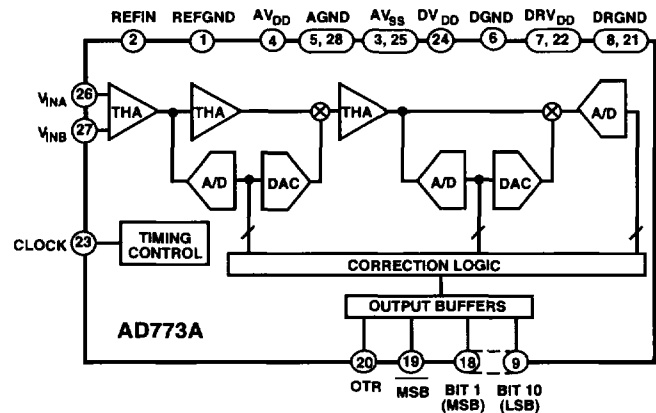 REFIN REFGND AVDD AGND AVSS DVDD DGND DRVDD DRGND
2 1 4 5, 28 3, 25 24 6 7, 22 8, 21
VINA 26
VINB 27
THA THA THA A/D
A/D DAC A/D DAC
CLOCK 23
TIMING
CONTROL
CORRECTION LOGIC
OUTPUT BUFFERS
AD773A
20 19 18 9
OTR MSB BIT 1 BIT 10
(MSB) (LSB)